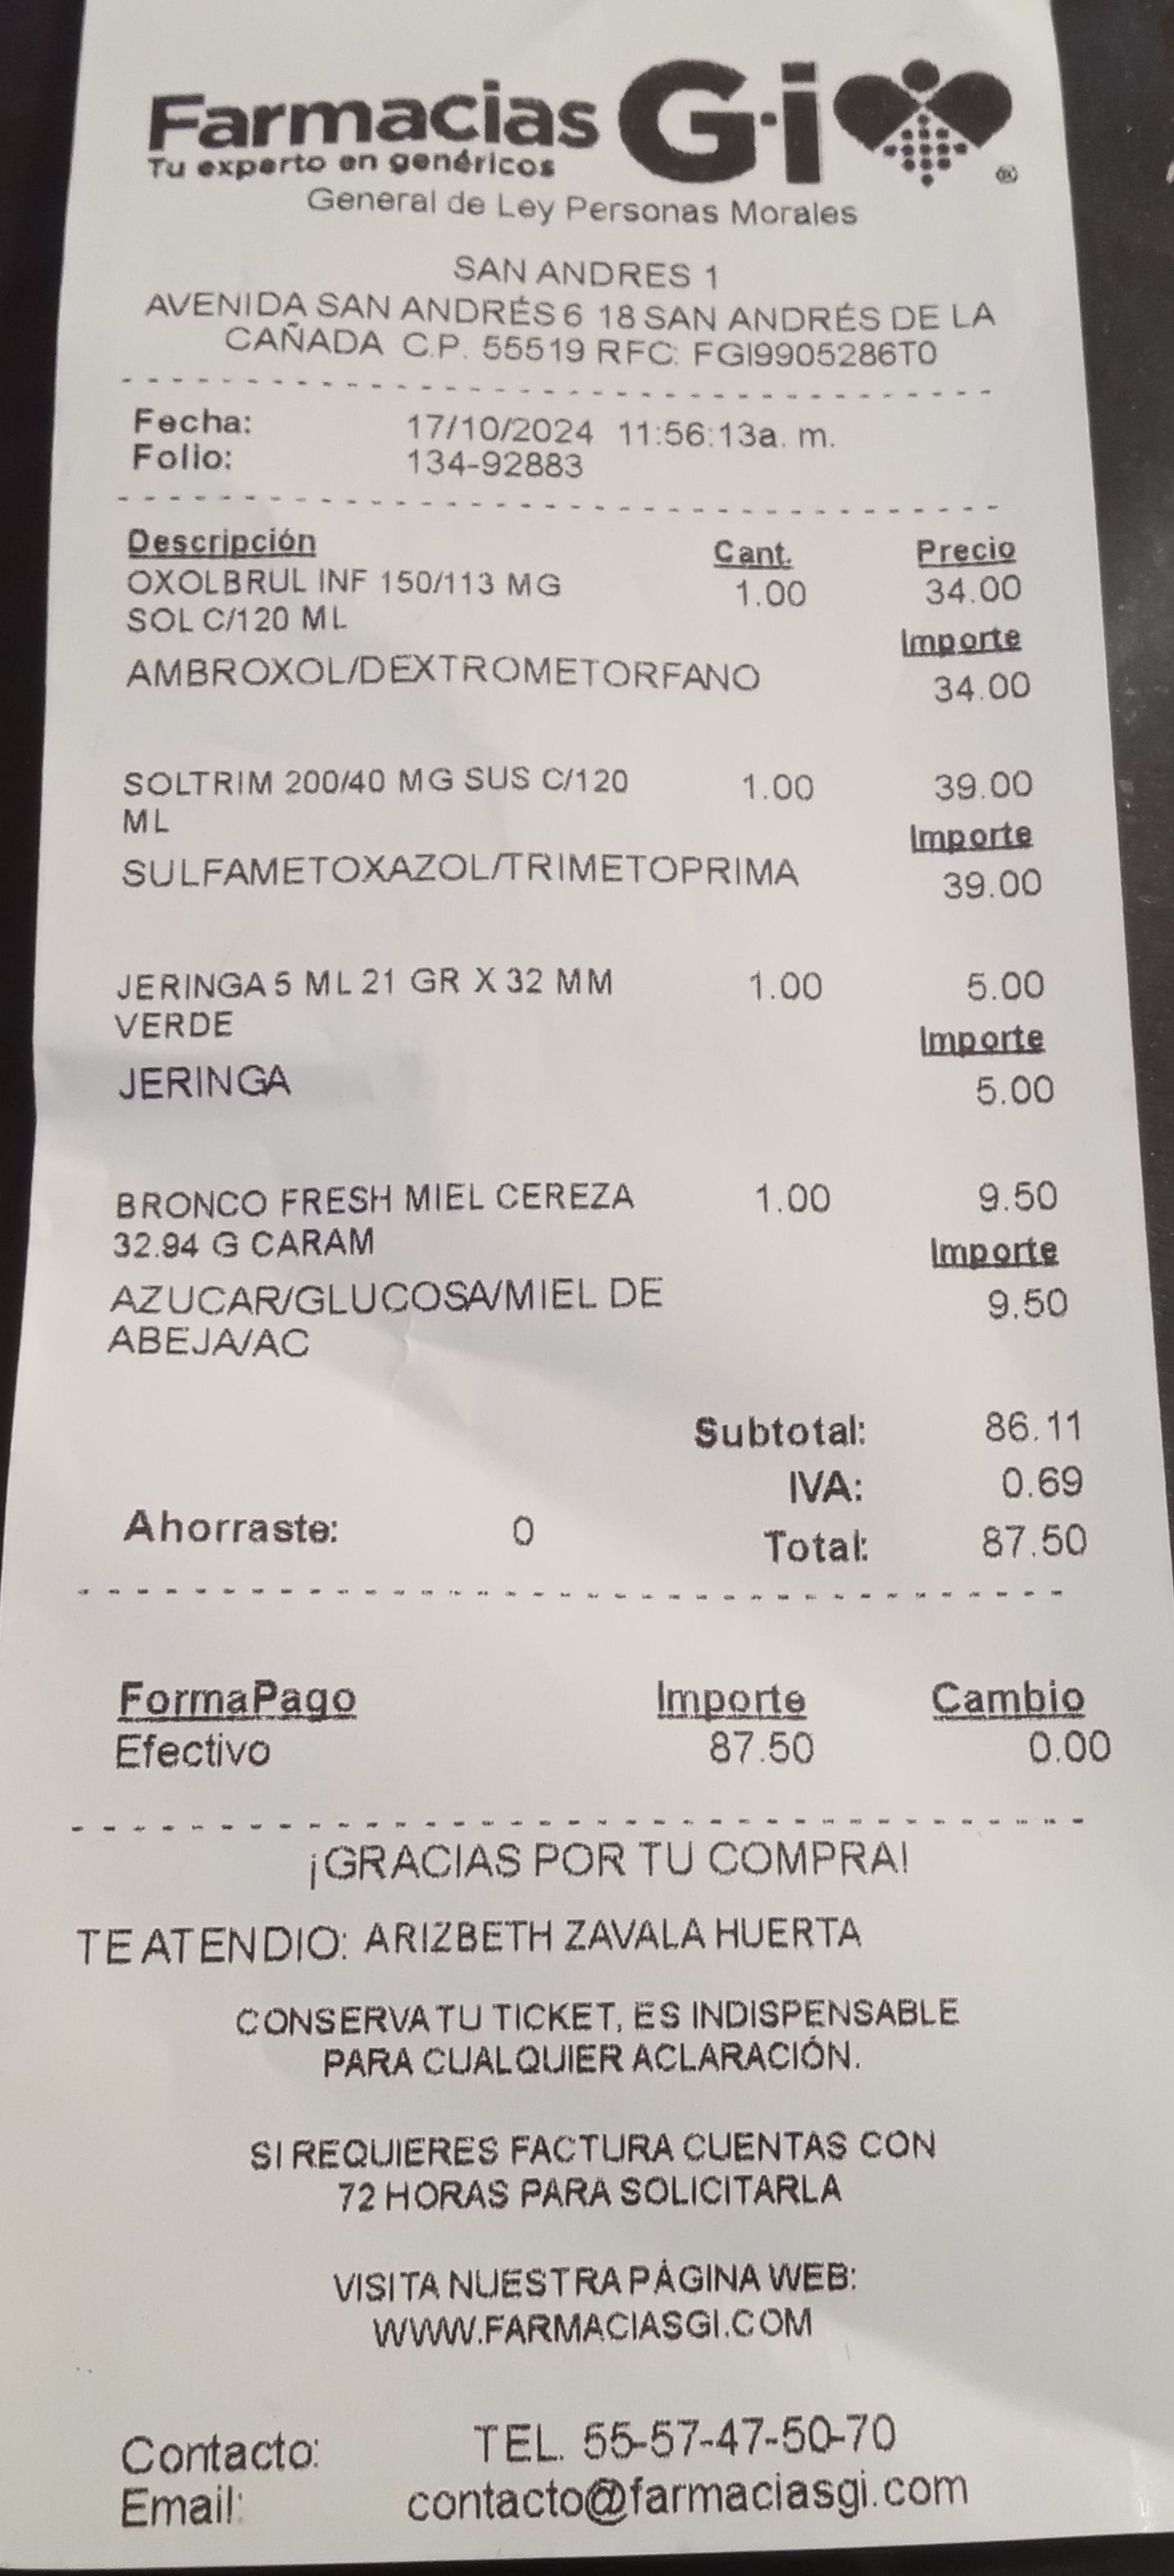 Farmacias G·i
Tu experto en genéricos
®
General de Ley Personas Morales
SAN ANDRES 1
AVENIDA SAN ANDRÉS 6 18 SAN ANDRÉS DE LA
CAÑADA C.P. 55519 RFC: FGI9905286T0
Fecha: 17/10/2024 11:56:13a. m.
Folio: 134-92883
Descripción Cant. Precio
OXOLBRUL INF 150/113 MG 1.00 34.00
SOL C/120 ML
Importe
AMBROXOL/DEXTROMETORFANO 34.00
SOLTRIM 200/40 MG SUS C/120 1.00 39.00
ML
Importe
SULFAMETOXAZOL/TRIMETOPRIMA 39.00
JERINGA 5 ML 21 GR X 32 MM 1.00 5.00
VERDE
Importe
JERINGA 5.00
BRONCO FRESH MIEL CEREZA 1.00 9.50
32.94 G CARAM Importe
AZUCAR/GLUCOSA/MIEL DE 9.50
ABEJA/AC
Subtotal: 86.11
IVA: 0.69
Ahorraste: 0 Total: 87.50
FormaPago Importe Cambio
Efectivo 87.50 0.00
¡GRACIAS POR TU COMPRA!
TE ATENDIO: ARIZBETH ZAVALA HUERTA
CONSERVA TU TICKET, ES INDISPENSABLE
PARA CUALQUIER ACLARACIÓN.
SI REQUIERES FACTURA CUENTAS CON
72 HORAS PARA SOLICITARLA
VISITA NUESTRA PÁGINA WEB:
WWW.FARMACIASGI.COM
Contacto: TEL. 55-57-47-50-70
Email: contacto@farmaciasgi.com